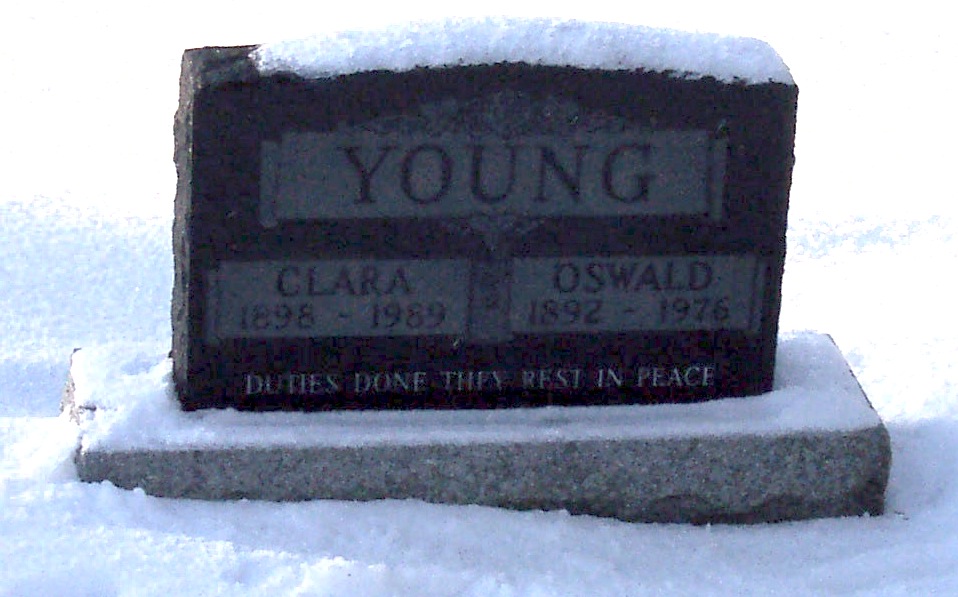 YOUNG
CLARA
1898 - 1989
OSWALD
1892 - 1976
DUTIES DONE THEY REST IN PEACE